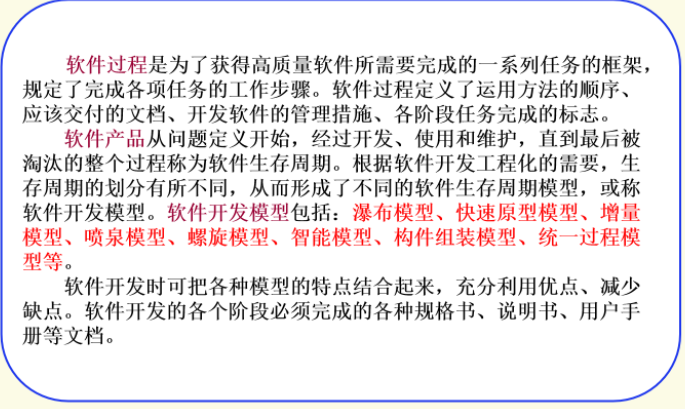 软件过程是为了获得高质量软件所需要完成的一系列任务的框架，
规定了完成各项任务的工作步骤。软件过程定义了运用方法的顺序、
应该交付的文档、开发软件的管理措施、各阶段任务完成的标志。
软件产品从问题定义开始，经过开发、使用和维护，直到最后被
淘汰的整个过程称为软件生存周期。根据软件开发工程化的需要，生
存周期的划分有所不同，从而形成了不同的软件生存周期模型，或称
软件开发模型。软件开发模型包括：瀑布模型、快速原型模型、增量
模型、喷泉模型、螺旋模型、智能模型、构件组装模型、统一过程模
型等。
软件开发时可把各种模型的特点结合起来，充分利用优点、减少
缺点。软件开发的各个阶段必须完成的各种规格书、说明书、用户手
册等文档。